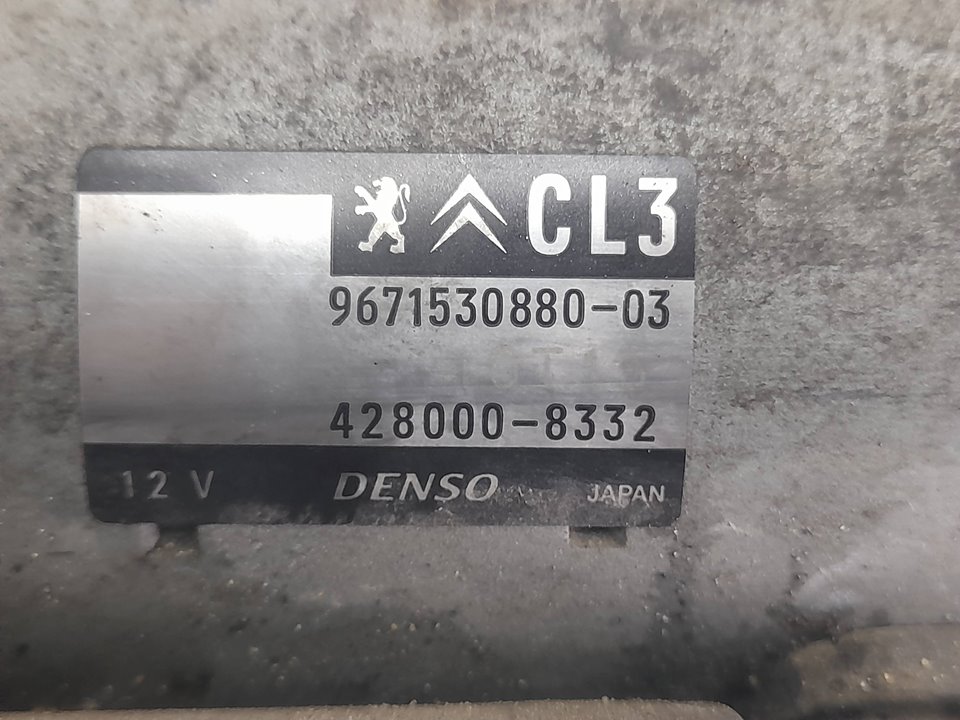 CL3
9671530880-03
428000-8332
12 V DENSO JAPAN